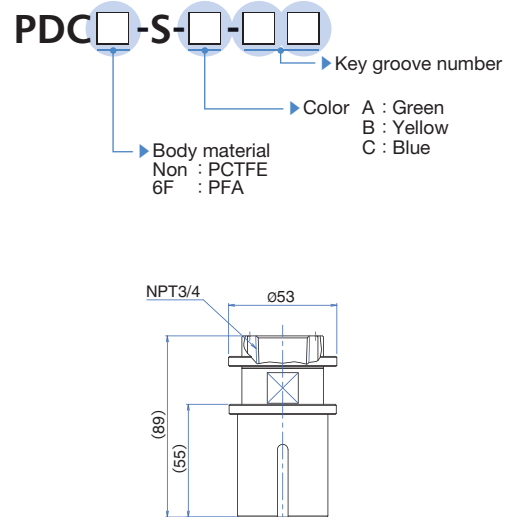 PDC□-S-□-□□
▶Key groove number
▶Color A : Green
B : Yellow
C : Blue
▶Body material
Non : PCTFE
6F : PFA
NPT3/4
ø53
(89)
(55)